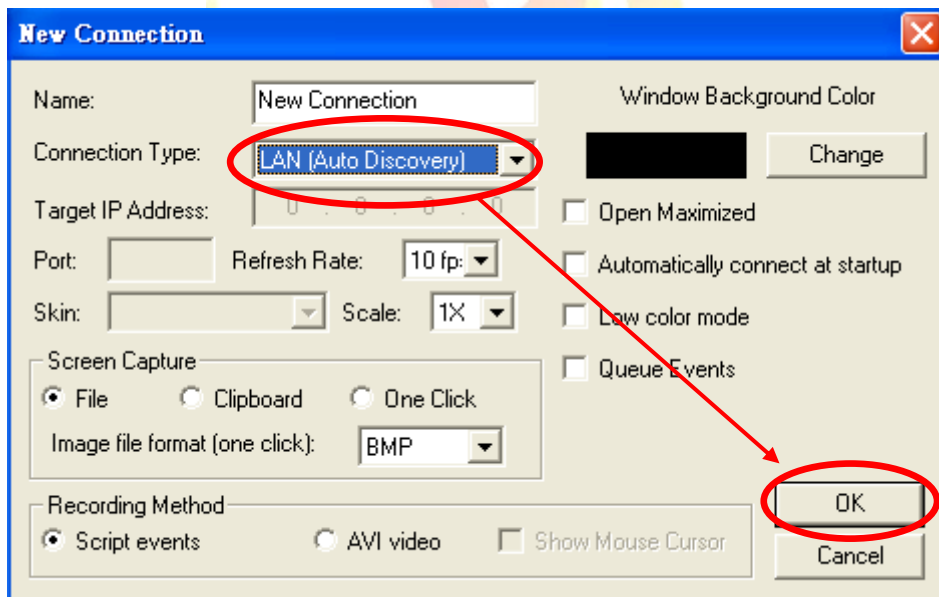 New Connection
Name: New Connection
Window Background Color
Connection Type: LAN (Auto Discovery)
Change
Target IP Address: 0 . 0 . 0 . 0
Open Maximized
Port:
Refresh Rate: 10 fp
Automatically connect at startup
Skin:
Scale: 1X
Low color mode
Screen Capture
Queue Events
File Clipboard One Click
Image file format (one click): BMP
Recording Method
OK
Script events AVI video Show Mouse Cursor
Cancel